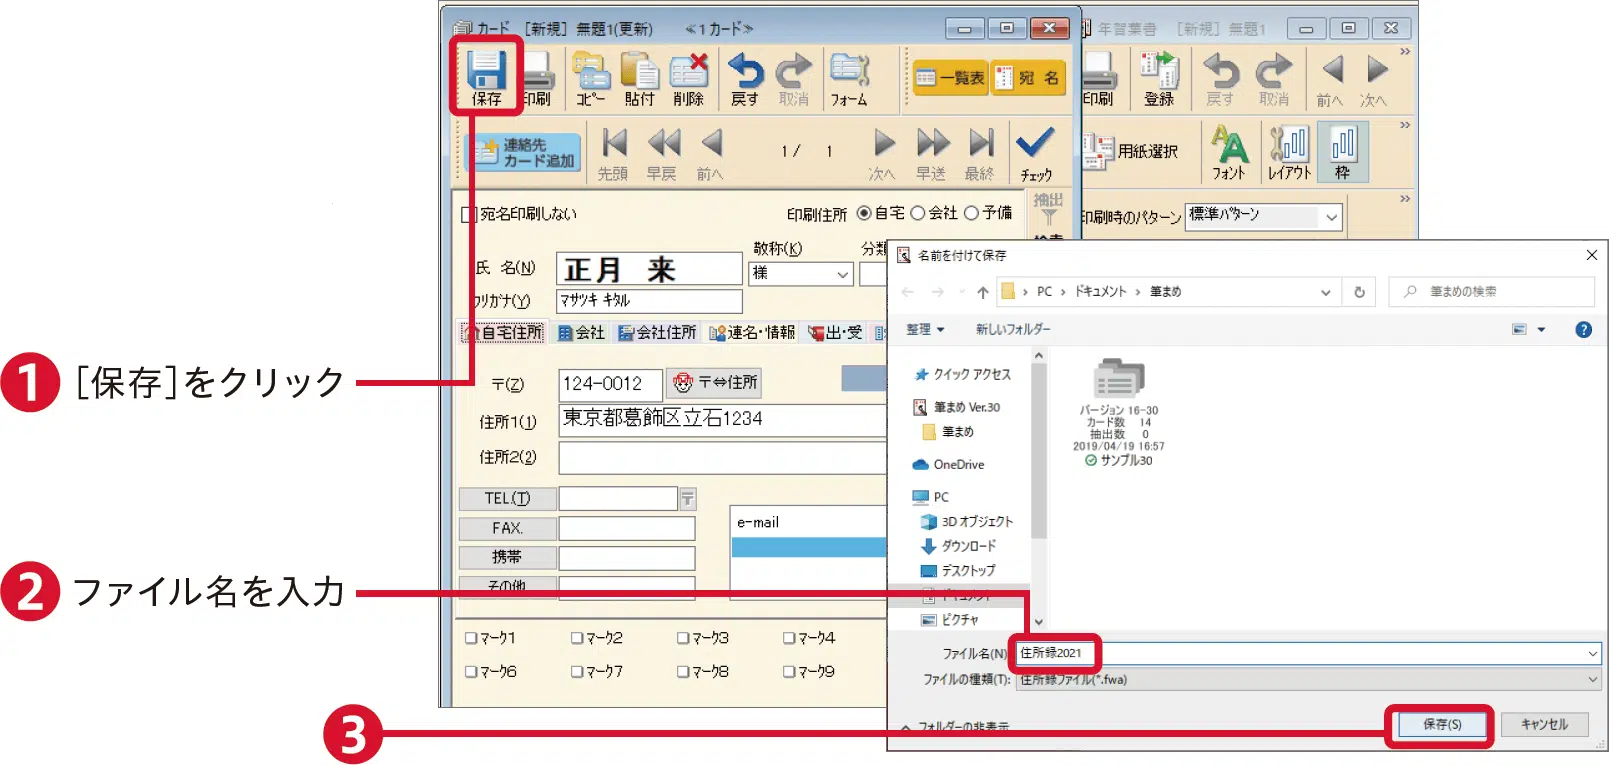 カード [新規] 無題1(更新) ≪1 カード≫
年賀葉書 [新規] 無題1
保存 印刷 コピー 貼付 削除 戻す 取消 フォーム 一覧表 宛 名
印刷 登録 戻す 取消 前へ 次へ
連絡先
カード追加
先頭 早戻 前へ 1 / 1 次へ 早送 最終 チェック
用紙選択 フォント レイアウト 枠
宛名印刷しない 印刷住所 自宅 会社 予備
抽出
印刷時のパターン 標準パターン
敬称(K) 分類
氏 名(N) 正月 来 様
フリガナ(Y) マサツキ キタル
自宅住所 会社 会社住所 連名・情報 出・受
〒(Z) 124-0012 〒⇔住所
住所1(1) 東京都葛飾区立石1234
住所2(2)
TEL.(T)
FAX.
携帯
その他
e-mail
マーク1 マーク2 マーク3 マーク4
マーク6 マーク7 マーク8 マーク9
名前を付けて保存
PC › ドキュメント › 筆まめ
筆まめの検索
整理 新しいフォルダー
クイック アクセス
筆まめ Ver.30
筆まめ
OneDrive
PC
3D オブジェクト
ダウンロード
デスクトップ
ドキュメント
ピクチャ
バージョン 16-30
カード数 14
抽出数 0
2019/04/19 16:57
サンプル30
ファイル名(N): 住所録2021
ファイルの種類(T): 住所録ファイル(*.fwa)
フォルダーの非表示
保存(S) キャンセル
1 [保存]をクリック
2 ファイル名を入力
3